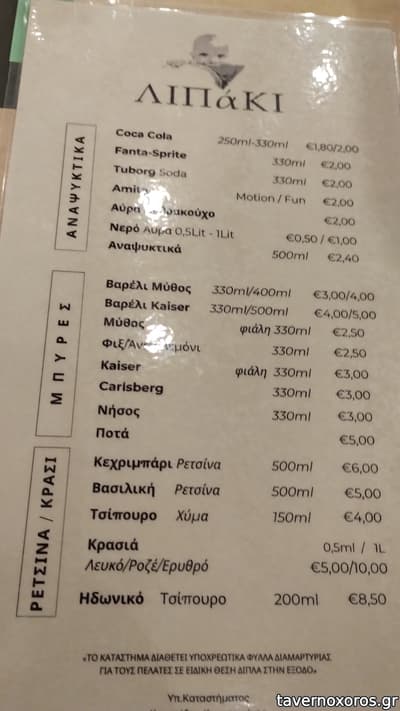 ΛΙΠάΚΙ
ΑΝΑΨΥΚΤΙΚΑ
Coca Cola 250ml-330ml €1,80/2,00
Fanta-Sprite 330ml €2,00
Tuborg Soda 330ml €2,00
Amita Motion / Fun €2,00
Αύρα €2,00
Νερό Αύρα 0,5Lit - 1Lit €0,50 / €1,00
Αναψυκτικά 500ml €2,40
ΜΠΥΡΕΣ
Βαρέλι Μύθος 330ml/400ml €3,00/4,00
Βαρέλι Kaiser 330ml/500ml €4,00/5,00
Μύθος φιάλη 330ml €2,50
Φιξ/ 330ml €2,50
Kaiser φιάλη 330ml €3,00
Carlsberg 330ml €3,00
Νήσος 330ml €3,00
Ποτά €5,00
ΡΕΤΣΙΝΑ / ΚΡΑΣΙ
Κεχριμπάρι Ρετσίνα 500ml €6,00
Βασιλική Ρετσίνα 500ml €5,00
Τσίπουρο Χύμα 150ml €4,00
Κρασιά 0,5ml / 1L
Λευκό/Ροζέ/Ερυθρό €5,00/10,00
Ηδωνικό Τσίπουρο 200ml €8,50
«ΤΟ ΚΑΤΑΣΤΗΜΑ ΔΙΑΘΕΤΕΙ ΥΠΟΧΡΕΩΤΙΚΑ ΦΥΛΛΑ ΔΙΑΜΑΡΤΥΡΙΑΣ
ΓΙΑ ΤΟΥΣ ΠΕΛΑΤΕΣ ΣΕ ΕΙΔΙΚΗ ΘΕΣΗ ΔΙΠΛΑ ΣΤΗΝ ΕΞΟΔΟ»
Υπ.Καταστήματος
tavernoxoros.gr